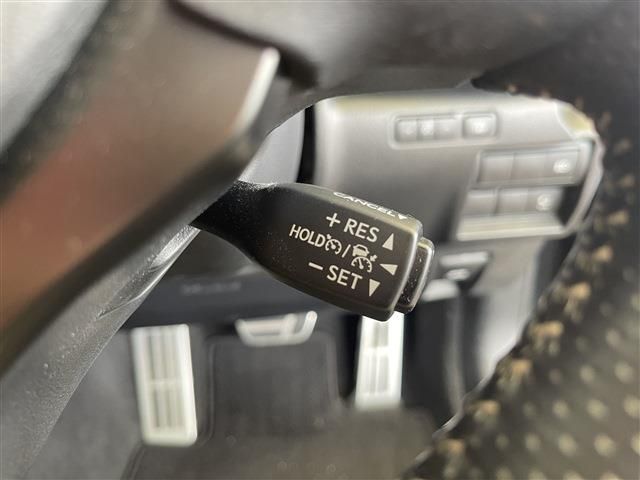 CANCEL
+ RES
HOLD /
− SET